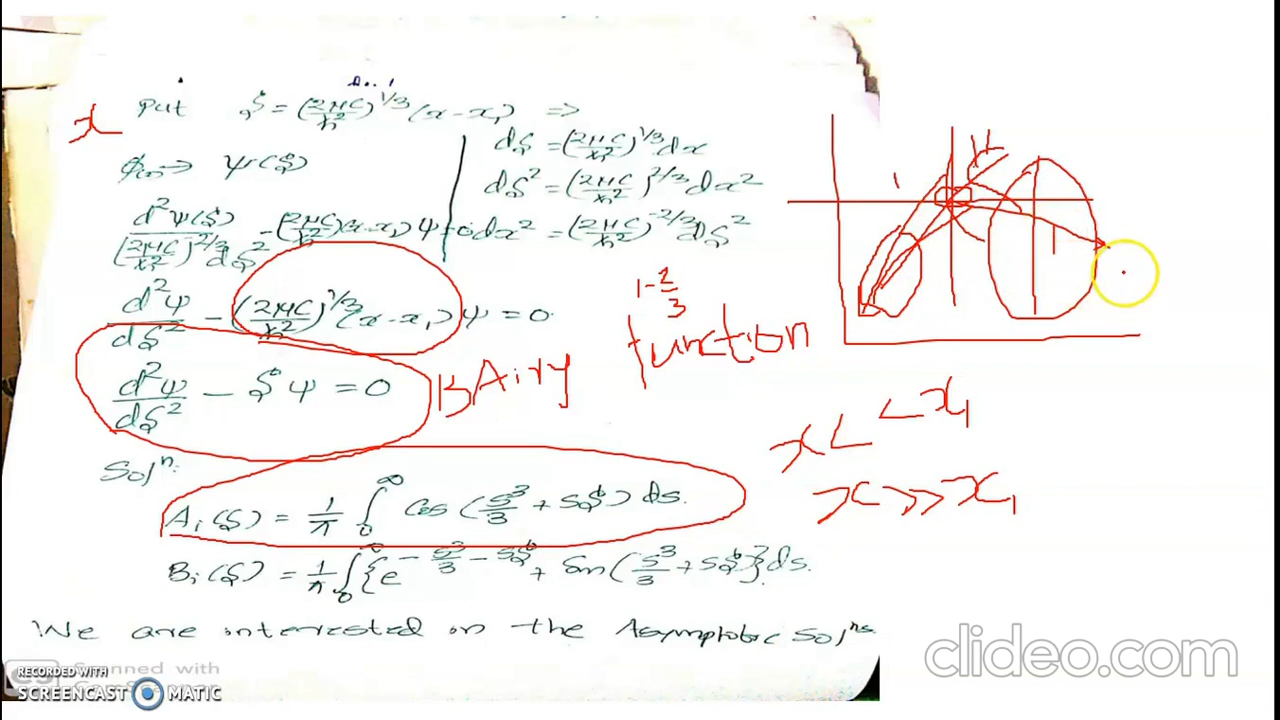 x
Put ξ = (2μC/ħ²)^1/3 (x - x₁) ⇒
dξ = (2μC/ħ²)^1/3 dx
φ(x) ⇒ ψ(ξ)
dξ² = (2μC/ħ²)^2/3 dx²
d²ψ(ξ)/(2μC/ħ²)^-2/3 dξ² - (2μC/ħ²)(x-x₁) ψ = 0
dx² = (2μC/ħ²)^-2/3 dξ²
1-2/3
d²ψ/dξ² - (2μC/ħ²)^1/3 (x-x₁) ψ = 0
function
d²ψ/dξ² - ξ ψ = 0
Airy
x < < x₁
x >> x₁
Solⁿ:
Ai(ξ) = 1/π ∫₀^∞ Cos (s³/3 + sξ) ds.
Bi(ξ) = 1/π ∫₀^∞ {e^-s³/3 - sξ + Sin (s³/3 + sξ)} ds.
We are interested in the Asymptotic Solⁿˢ.
clideo.com
Scanned with
RECORDED WITH
SCREENCAST MATIC